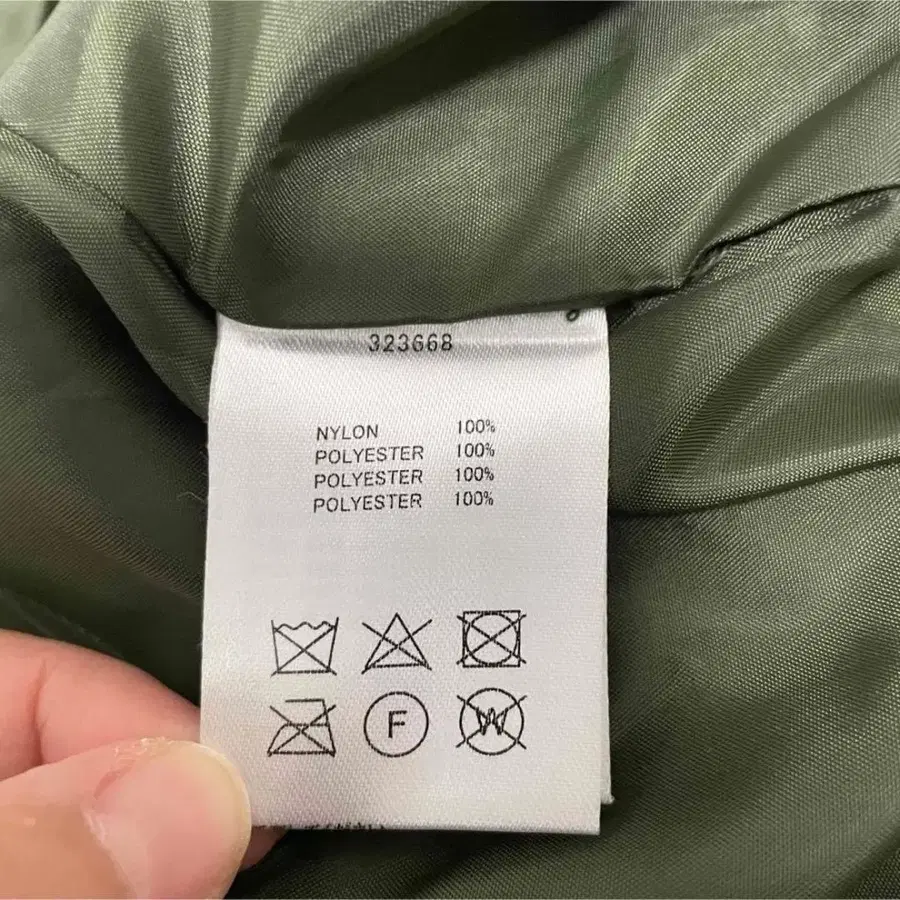 323668
NYLON 100%
POLYESTER 100%
POLYESTER 100%
POLYESTER 100%
F
W